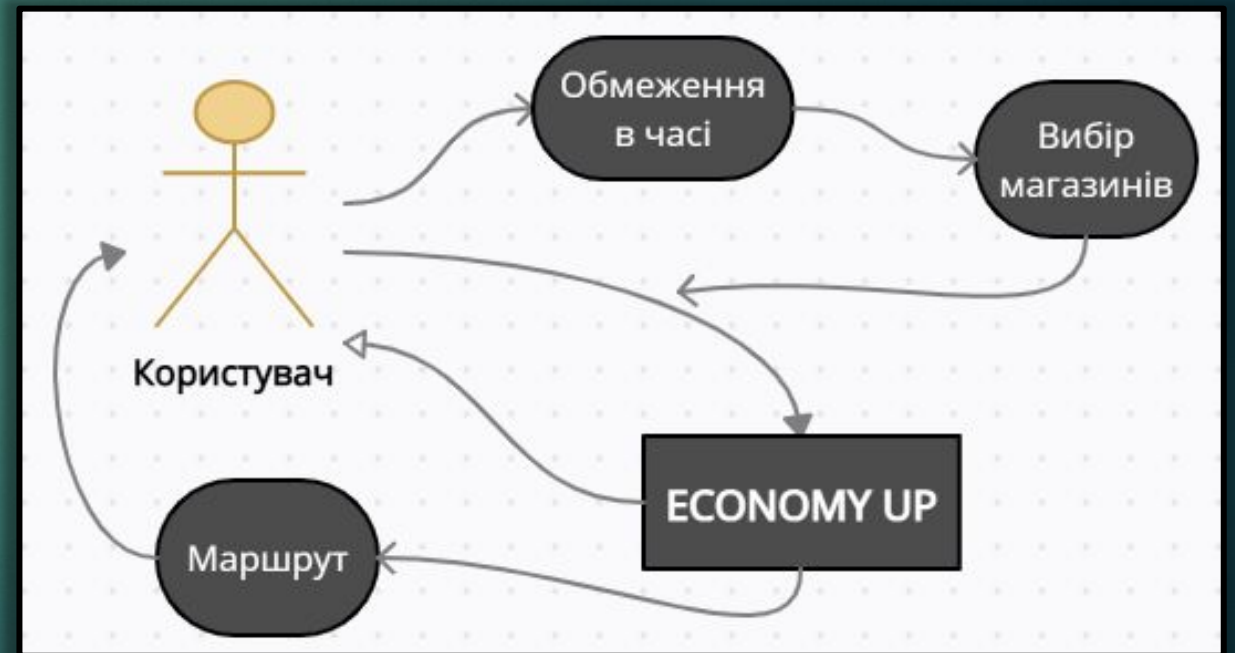 Обмеження
в часі
Вибір
магазинів
Користувач
ECONOMY UP
Маршрут